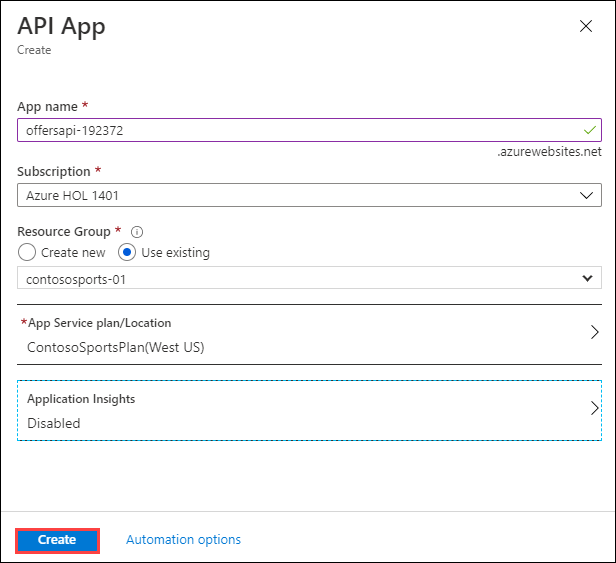 API App
Create
App name *
offersapi-192372
.azurewebsites.net
Subscription *
Azure HOL 1401
Resource Group *
Create new Use existing
contososports-01
*App Service plan/Location
ContosoSportsPlan(West US)
Application Insights
Disabled
Create Automation options